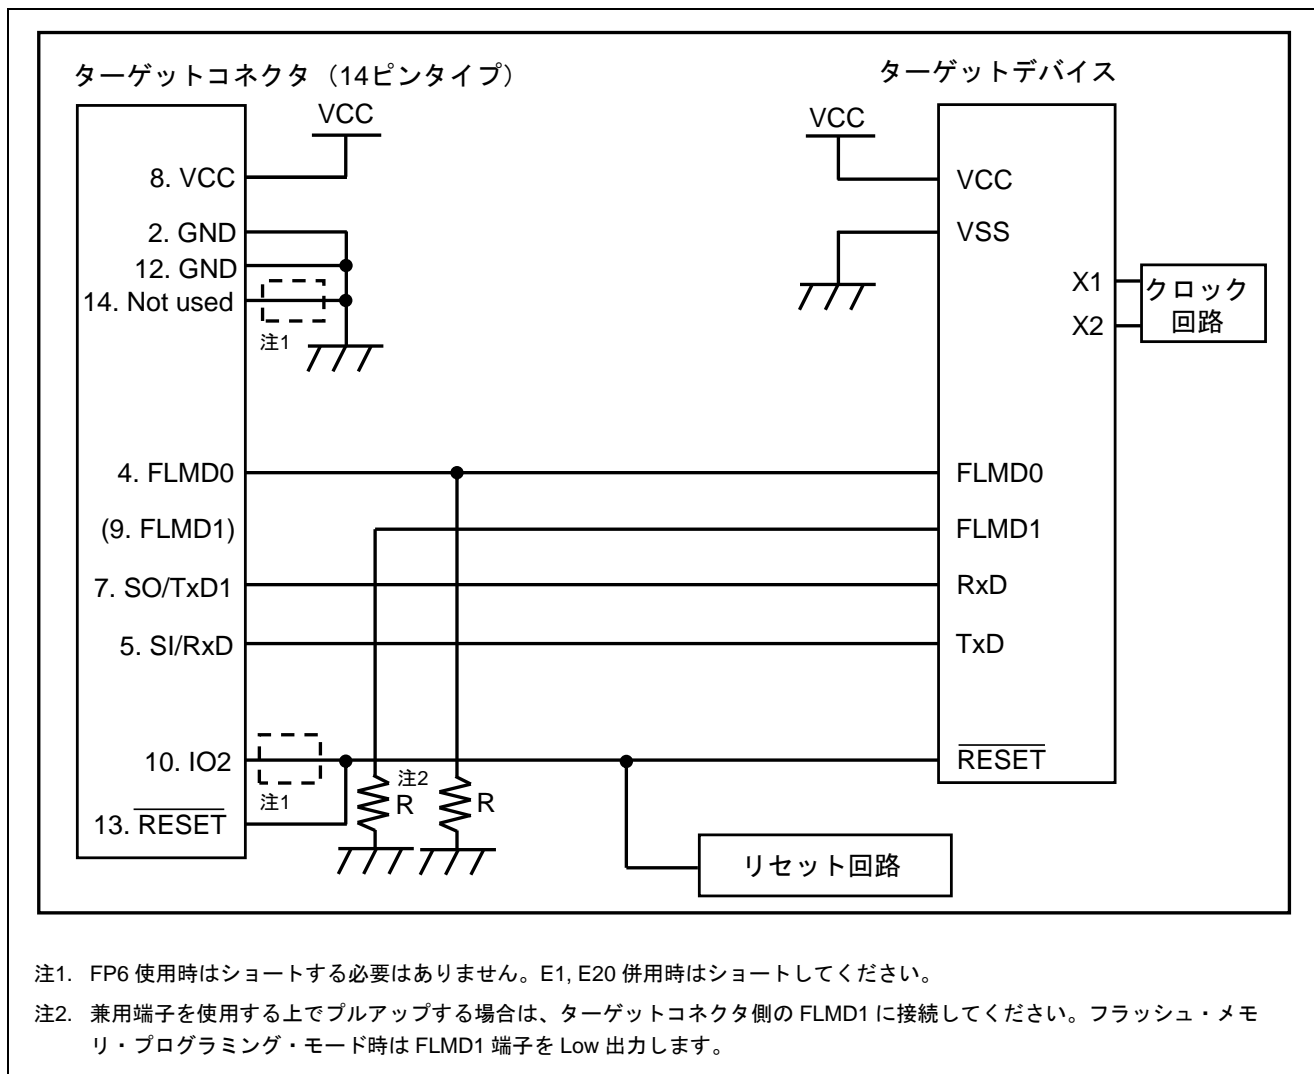 ターゲットコネクタ（14ピンタイプ）
ターゲットデバイス
VCC
VCC
8. VCC
VCC
2. GND
VSS
12. GND
14. Not used
注1
X1
X2
クロック
回路
4. FLMD0
FLMD0
(9. FLMD1)
FLMD1
7. SO/TxD1
RxD
5. SI/RxD
TxD
10. IO2
RESET
注1
注2
R
R
13. RESET
リセット回路
注1. FP6 使用時はショートする必要はありません。E1, E20 併用時はショートしてください。
注2. 兼用端子を使用する上でプルアップする場合は、ターゲットコネクタ側の FLMD1 に接続してください。フラッシュ・メモ
リ・プログラミング・モード時は FLMD1 端子を Low 出力します。